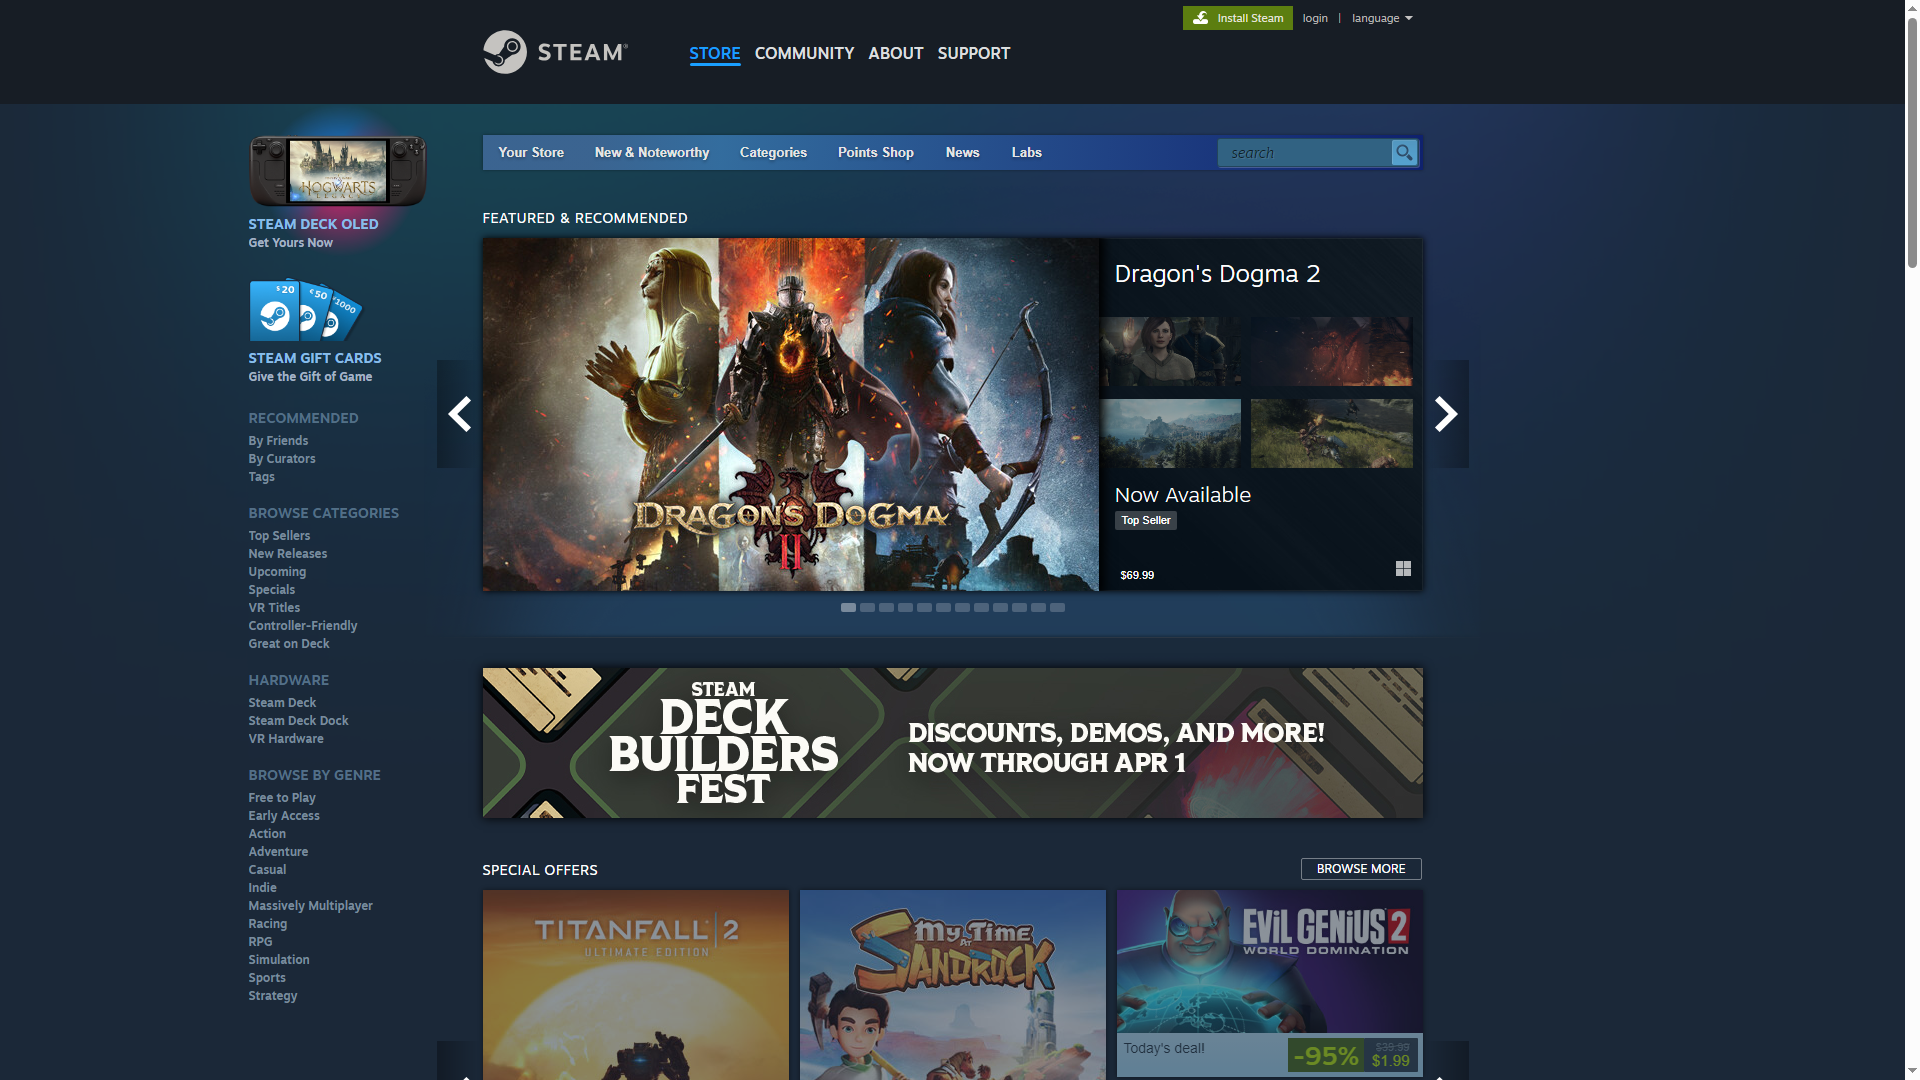 Install Steam
login | language
STEAM®
STORE COMMUNITY ABOUT SUPPORT
Your Store New & Noteworthy Categories Points Shop News Labs
search
HOGWARTS
LEGACY
STEAM DECK OLED
Get Yours Now
$20 €50 ¥1000
STEAM GIFT CARDS
Give the Gift of Game
RECOMMENDED
By Friends
By Curators
Tags
BROWSE CATEGORIES
Top Sellers
New Releases
Upcoming
Specials
VR Titles
Controller-Friendly
Great on Deck
HARDWARE
Steam Deck
Steam Deck Dock
VR Hardware
BROWSE BY GENRE
Free to Play
Early Access
Action
Adventure
Casual
Indie
Massively Multiplayer
Racing
RPG
Simulation
Sports
Strategy
FEATURED & RECOMMENDED
DRAGON'S DOGMA
II
Dragon's Dogma 2
Now Available
Top Seller
$69.99
STEAM
DECK
BUILDERS
FEST
DISCOUNTS, DEMOS, AND MORE!
NOW THROUGH APR 1
SPECIAL OFFERS
BROWSE MORE
TITANFALL® 2
ULTIMATE EDITION
MY TIME
AT
SANDROCK
EVIL GENIUS 2
WORLD DOMINATION
Today's deal!
-95%
$39.99
$1.99